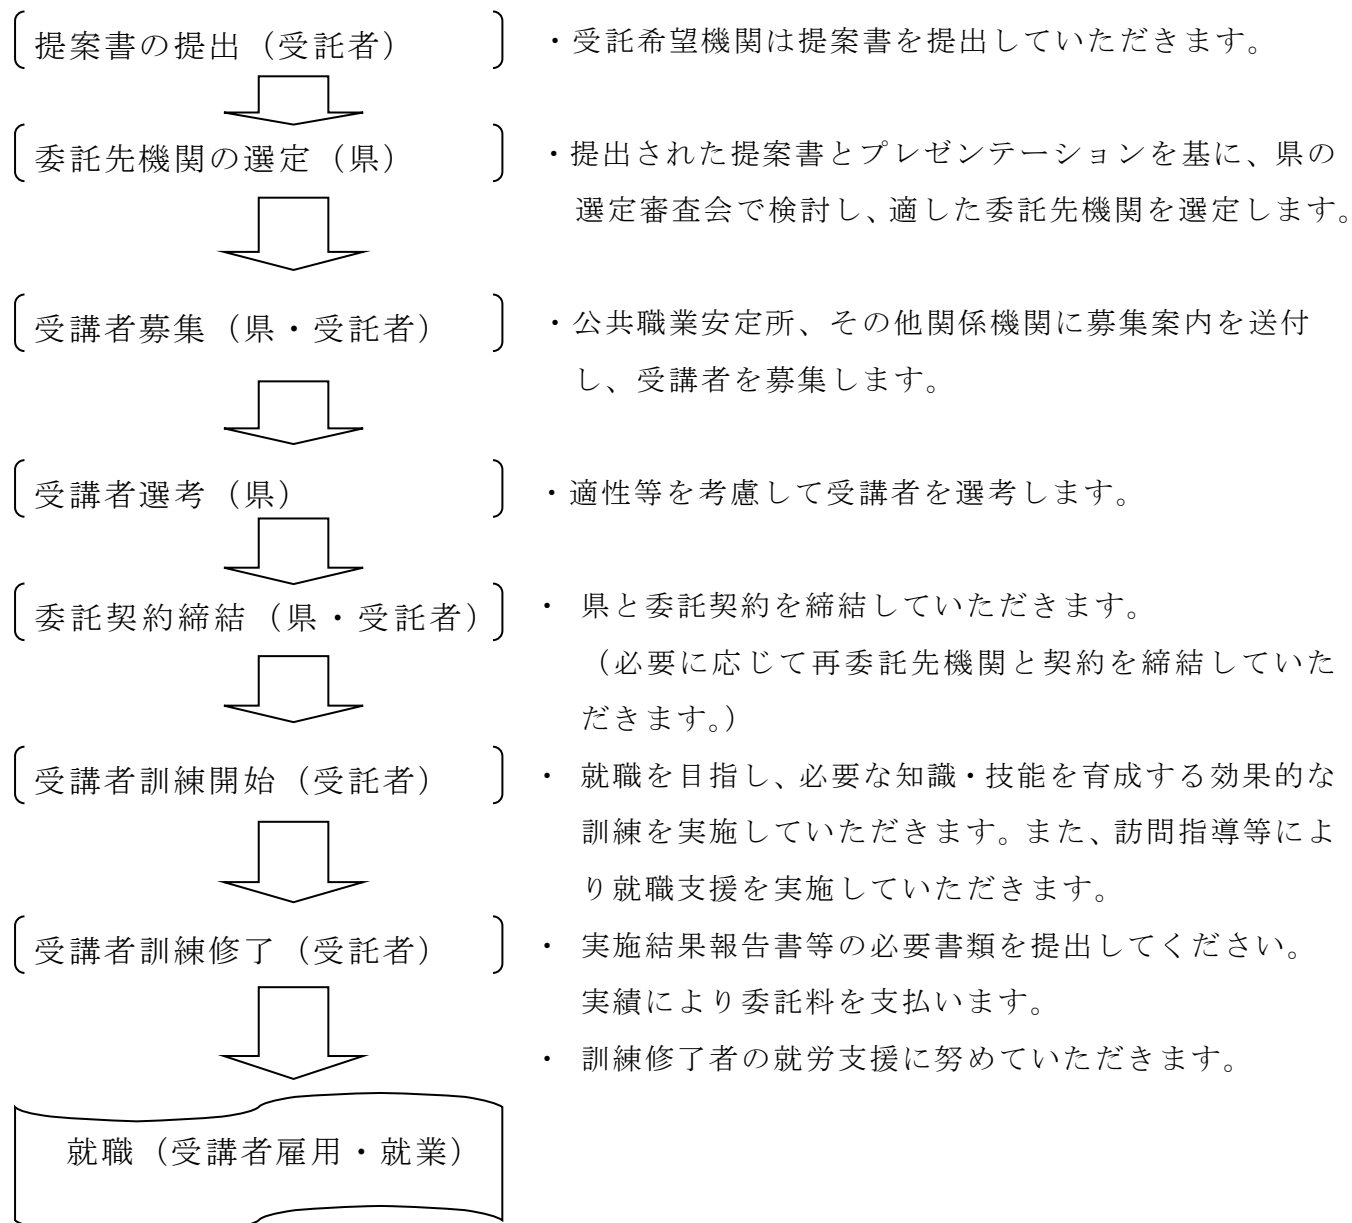 提案書の提出（受託者）
・受託希望機関は提案書を提出していただきます。
委託先機関の選定（県）
・提出された提案書とプレゼンテーションを基に、県の
選定審査会で検討し、適した委託先機関を選定します。
受講者募集（県・受託者）
・公共職業安定所、その他関係機関に募集案内を送付
し、受講者を募集します。
受講者選考（県）
・適性等を考慮して受講者を選考します。
委託契約締結（県・受託者）
・ 県と委託契約を締結していただきます。
（必要に応じて再委託先機関と契約を締結していた
だきます。）
受講者訓練開始（受託者）
・ 就職を目指し、必要な知識・技能を育成する効果的な
訓練を実施していただきます。また、訪問指導等によ
り就職支援を実施していただきます。
受講者訓練修了（受託者）
・ 実施結果報告書等の必要書類を提出してください。
実績により委託料を支払います。
・ 訓練修了者の就労支援に努めていただきます。
就職（受講者雇用・就業）